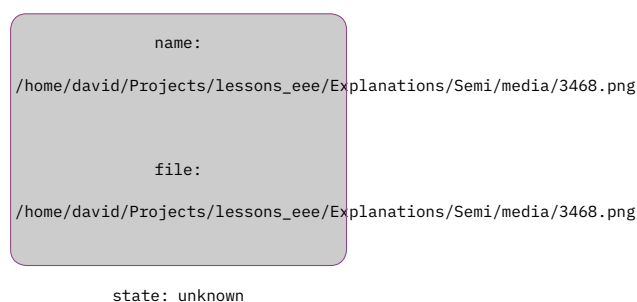 name:
/home/david/Projects/lessons_eee/Explanations/Semi/media/3468.png
file:
/home/david/Projects/lessons_eee/Explanations/Semi/media/3468.png
state: unknown